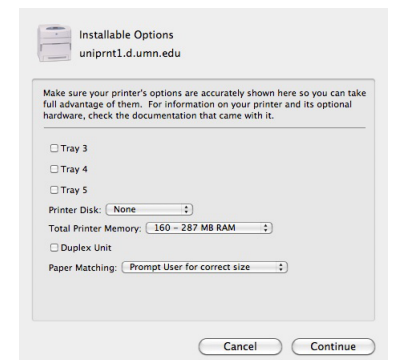 Installable Options
uniprnt1.d.umn.edu
Make sure your printer's options are accurately shown here so you can take
full advantage of them. For information on your printer and its optional
hardware, check the documentation that came with it.
Tray 3
Tray 4
Tray 5
Printer Disk: None
Total Printer Memory: 160 – 287 MB RAM
Duplex Unit
Paper Matching: Prompt User for correct size
Cancel Continue